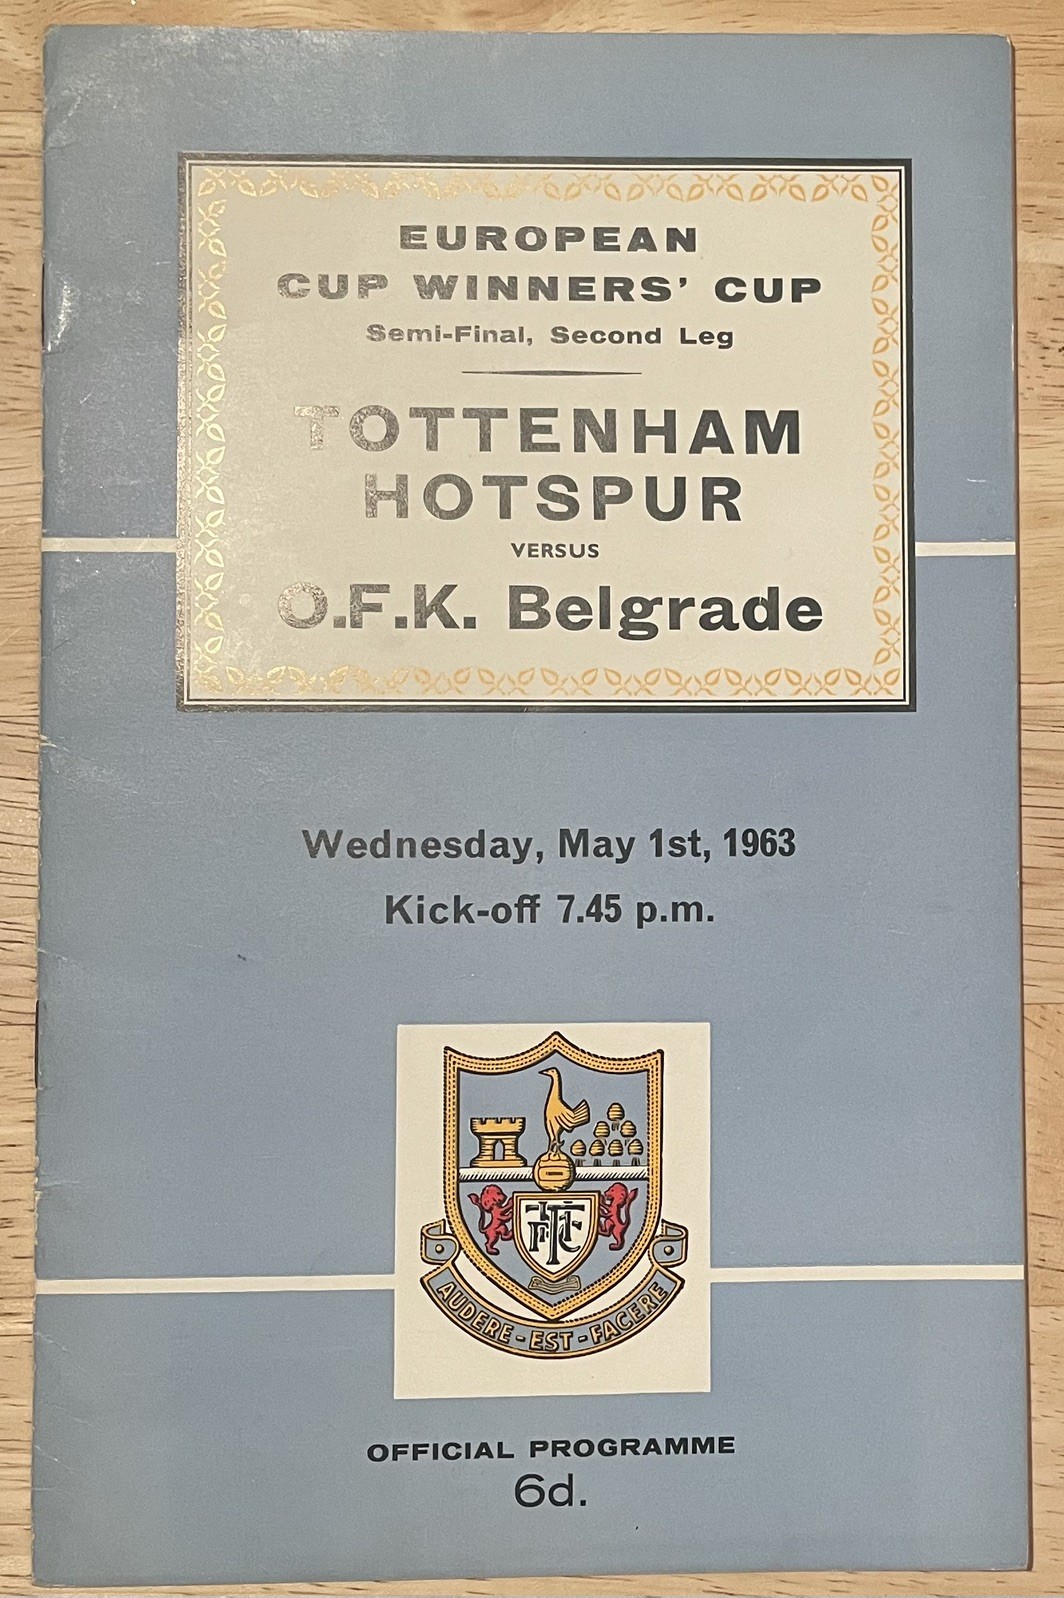 EUROPEAN
CUP WINNERS' CUP
Semi-Final, Second Leg
TOTTENHAM
HOTSPUR
VERSUS
O.F.K. Belgrade
Wednesday, May 1st, 1963
Kick-off 7.45 p.m.
AUDERE-EST-FACERE
OFFICIAL PROGRAMME
6d.